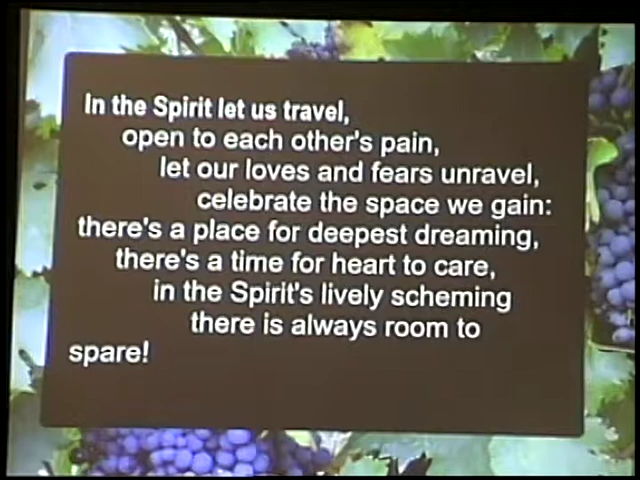 In the Spirit let us travel,
open to each other's pain,
let our loves and fears unravel,
celebrate the space we gain:
there's a place for deepest dreaming,
there's a time for heart to care,
in the Spirit's lively scheming
there is always room to
spare!